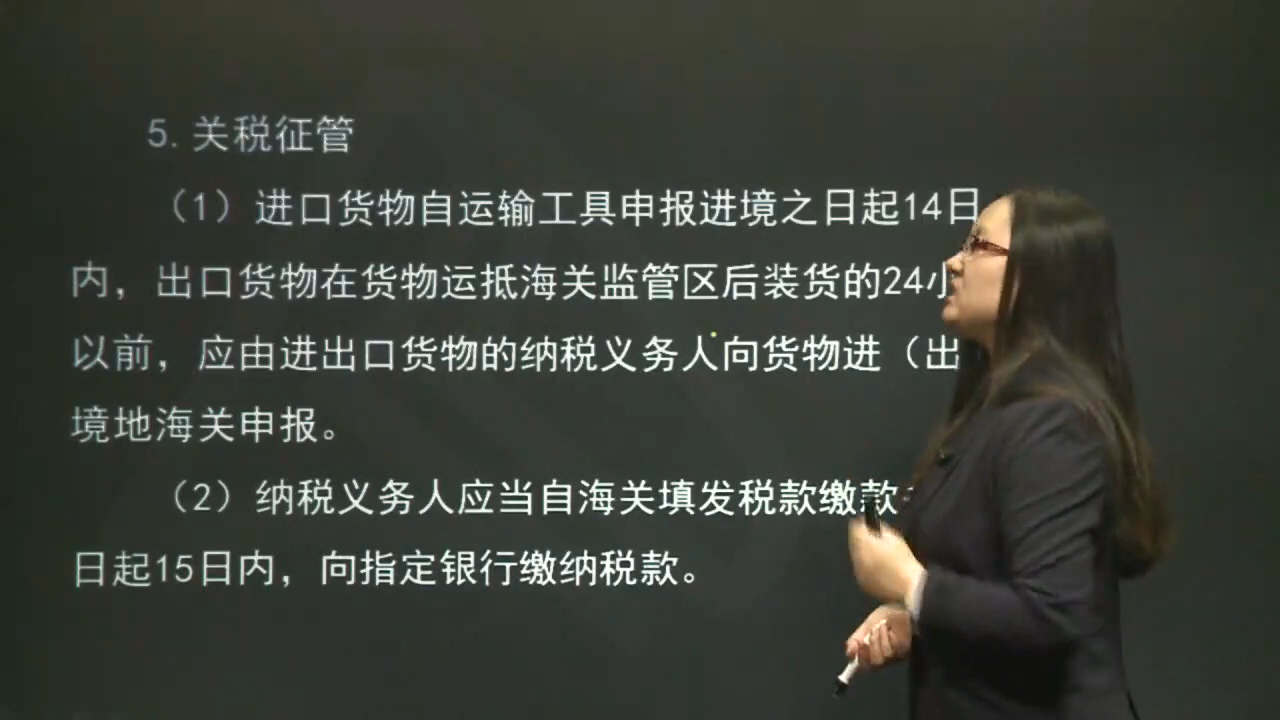 5. 关税征管
（1）进口货物自运输工具申报进境之日起14日
内，出口货物在货物运抵海关监管区后装货的24小
以前，应由进出口货物的纳税义务人向货物进（出
境地海关申报。
（2）纳税义务人应当自海关填发税款缴款
日起15日内，向指定银行缴纳税款。